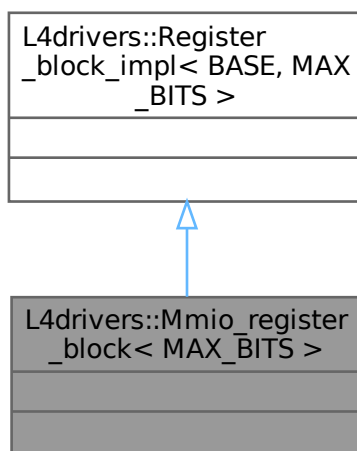 L4drivers::Register
_block_impl< BASE, MAX
_BITS >
L4drivers::Mmio_register
_block< MAX_BITS >